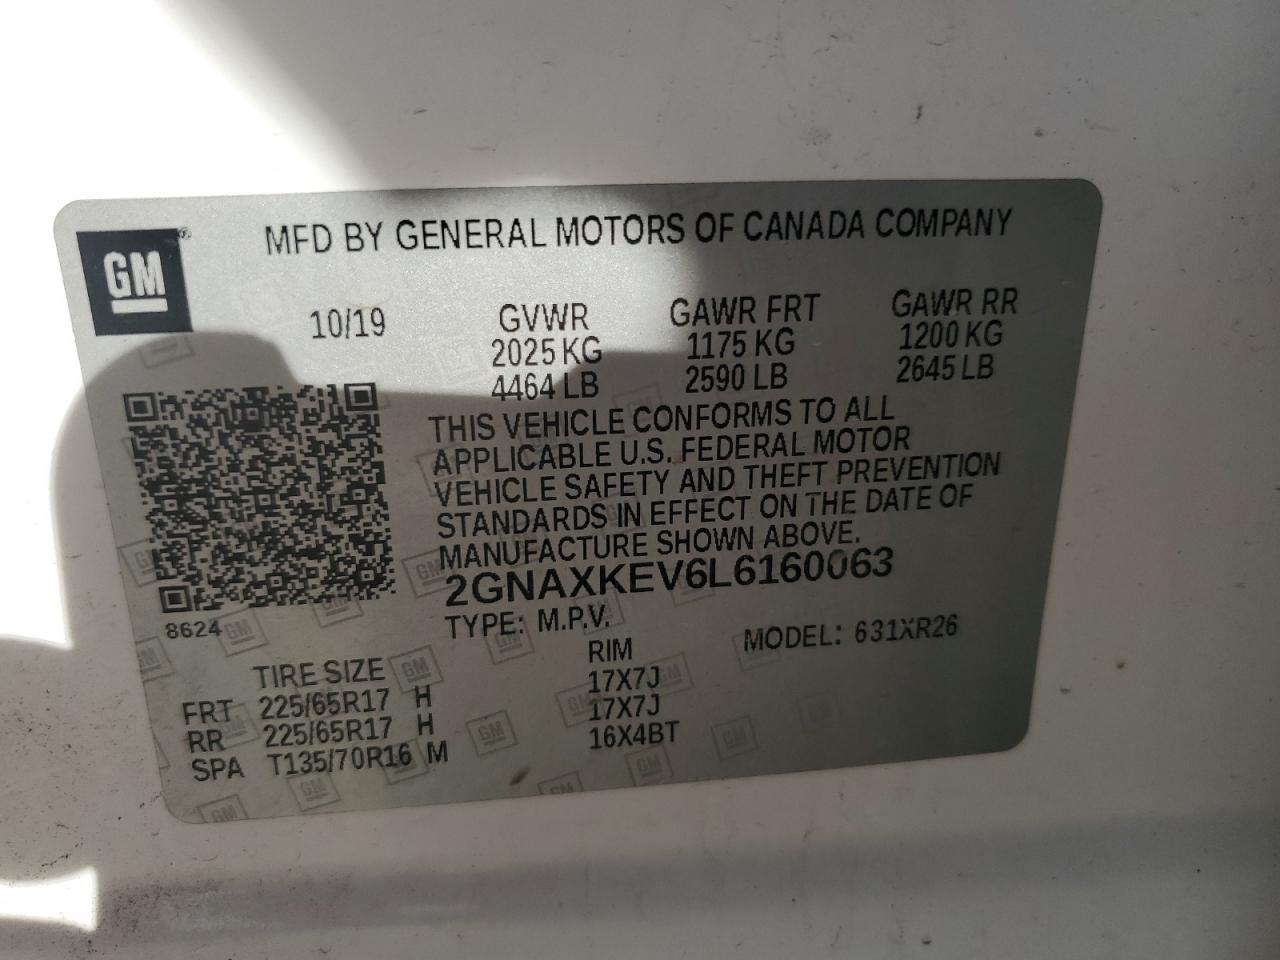 GM ®
MFD BY GENERAL MOTORS OF CANADA COMPANY
10/19 GVWR GAWR FRT GAWR RR
2025 KG 1175 KG 1200 KG
4464 LB 2590 LB 2645 LB
THIS VEHICLE CONFORMS TO ALL
APPLICABLE U.S. FEDERAL MOTOR
VEHICLE SAFETY AND THEFT PREVENTION
STANDARDS IN EFFECT ON THE DATE OF
MANUFACTURE SHOWN ABOVE.
2GNAXKEV6L6160063
8624
TYPE: M.P.V. MODEL: 631XR26
TIRE SIZE RIM
FRT 225/65R17 H 17X7J
RR 225/65R17 H 17X7J
SPA T135/70R16 M 16X4BT